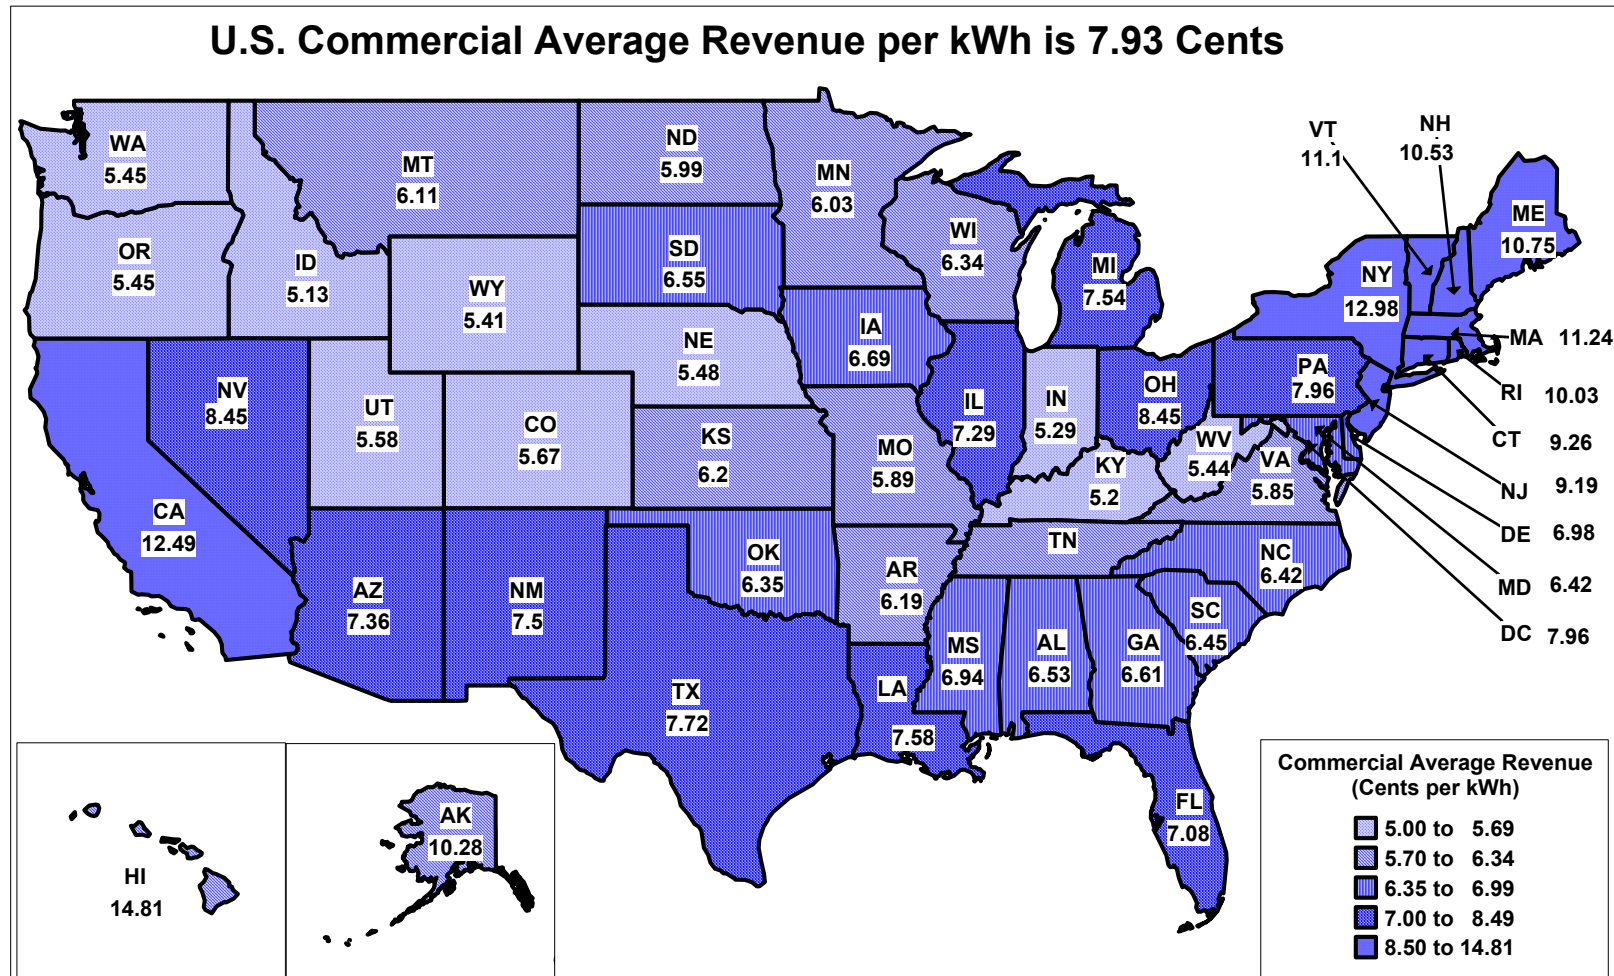 U.S. Commercial Average Revenue per kWh is 7.93 Cents
WA
5.45
MT
6.11
ND
5.99
MN
6.03
VT
11.1
NH
10.53
ME
10.75
OR
5.45
ID
5.13
WY
5.41
SD
6.55
WI
6.34
MI
7.54
NY
12.98
NE
5.48
IA
6.69
MA 11.24
NV
8.45
UT
5.58
CO
5.67
KS
6.2
MO
5.89
IL
7.29
IN
5.29
OH
8.45
PA
7.96
RI 10.03
CT 9.26
WV
5.44
VA
5.85
KY
5.2
NJ 9.19
DE 6.98
MD 6.42
DC 7.96
CA
12.49
AZ
7.36
NM
7.5
OK
6.35
AR
6.19
TN
NC
6.42
SC
6.45
MS
6.94
AL
6.53
GA
6.61
TX
7.72
LA
7.58
FL
7.08
HI
14.81
AK
10.28
Commercial Average Revenue
(Cents per kWh)
5.00 to 5.69
5.70 to 6.34
6.35 to 6.99
7.00 to 8.49
8.50 to 14.81